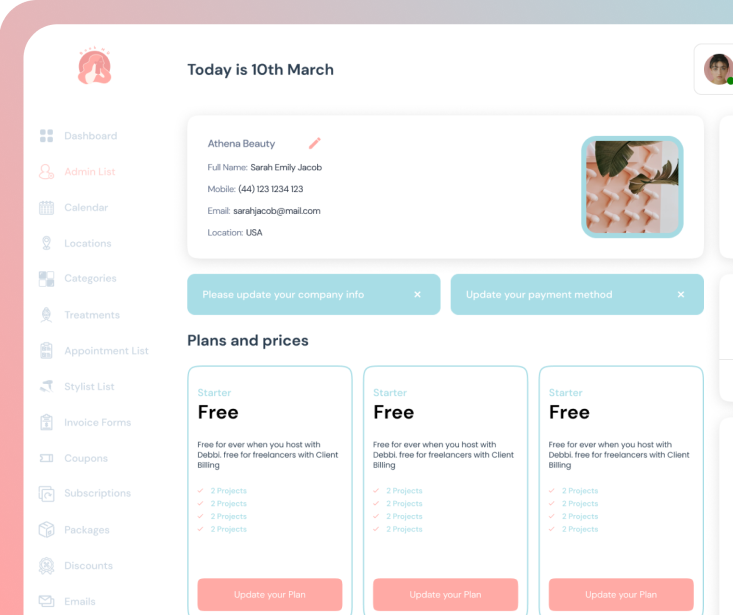 Today is 10th March
Dashboard
Admin List
Calendar
Locations
Categories
Treatments
Appointment List
Stylist List
Invoice Forms
Coupons
Subscriptions
Packages
Discounts
Emails
Athena Beauty
Full Name: Sarah Emily Jacob
Mobile: (44) 123 1234 123
Email: sarahjacob@mail.com
Location: USA
Please update your company info ×
Update your payment method ×
Plans and prices
Starter
Free
Free for ever when you host with
Debbi. free for freelancers with Client
Billing
2 Projects
2 Projects
2 Projects
2 Projects
Update your Plan
Starter
Free
Free for ever when you host with
Debbi. free for freelancers with Client
Billing
2 Projects
2 Projects
2 Projects
2 Projects
Update your Plan
Starter
Free
Free for ever when you host with
Debbi. free for freelancers with Client
Billing
2 Projects
2 Projects
2 Projects
2 Projects
Update your Plan